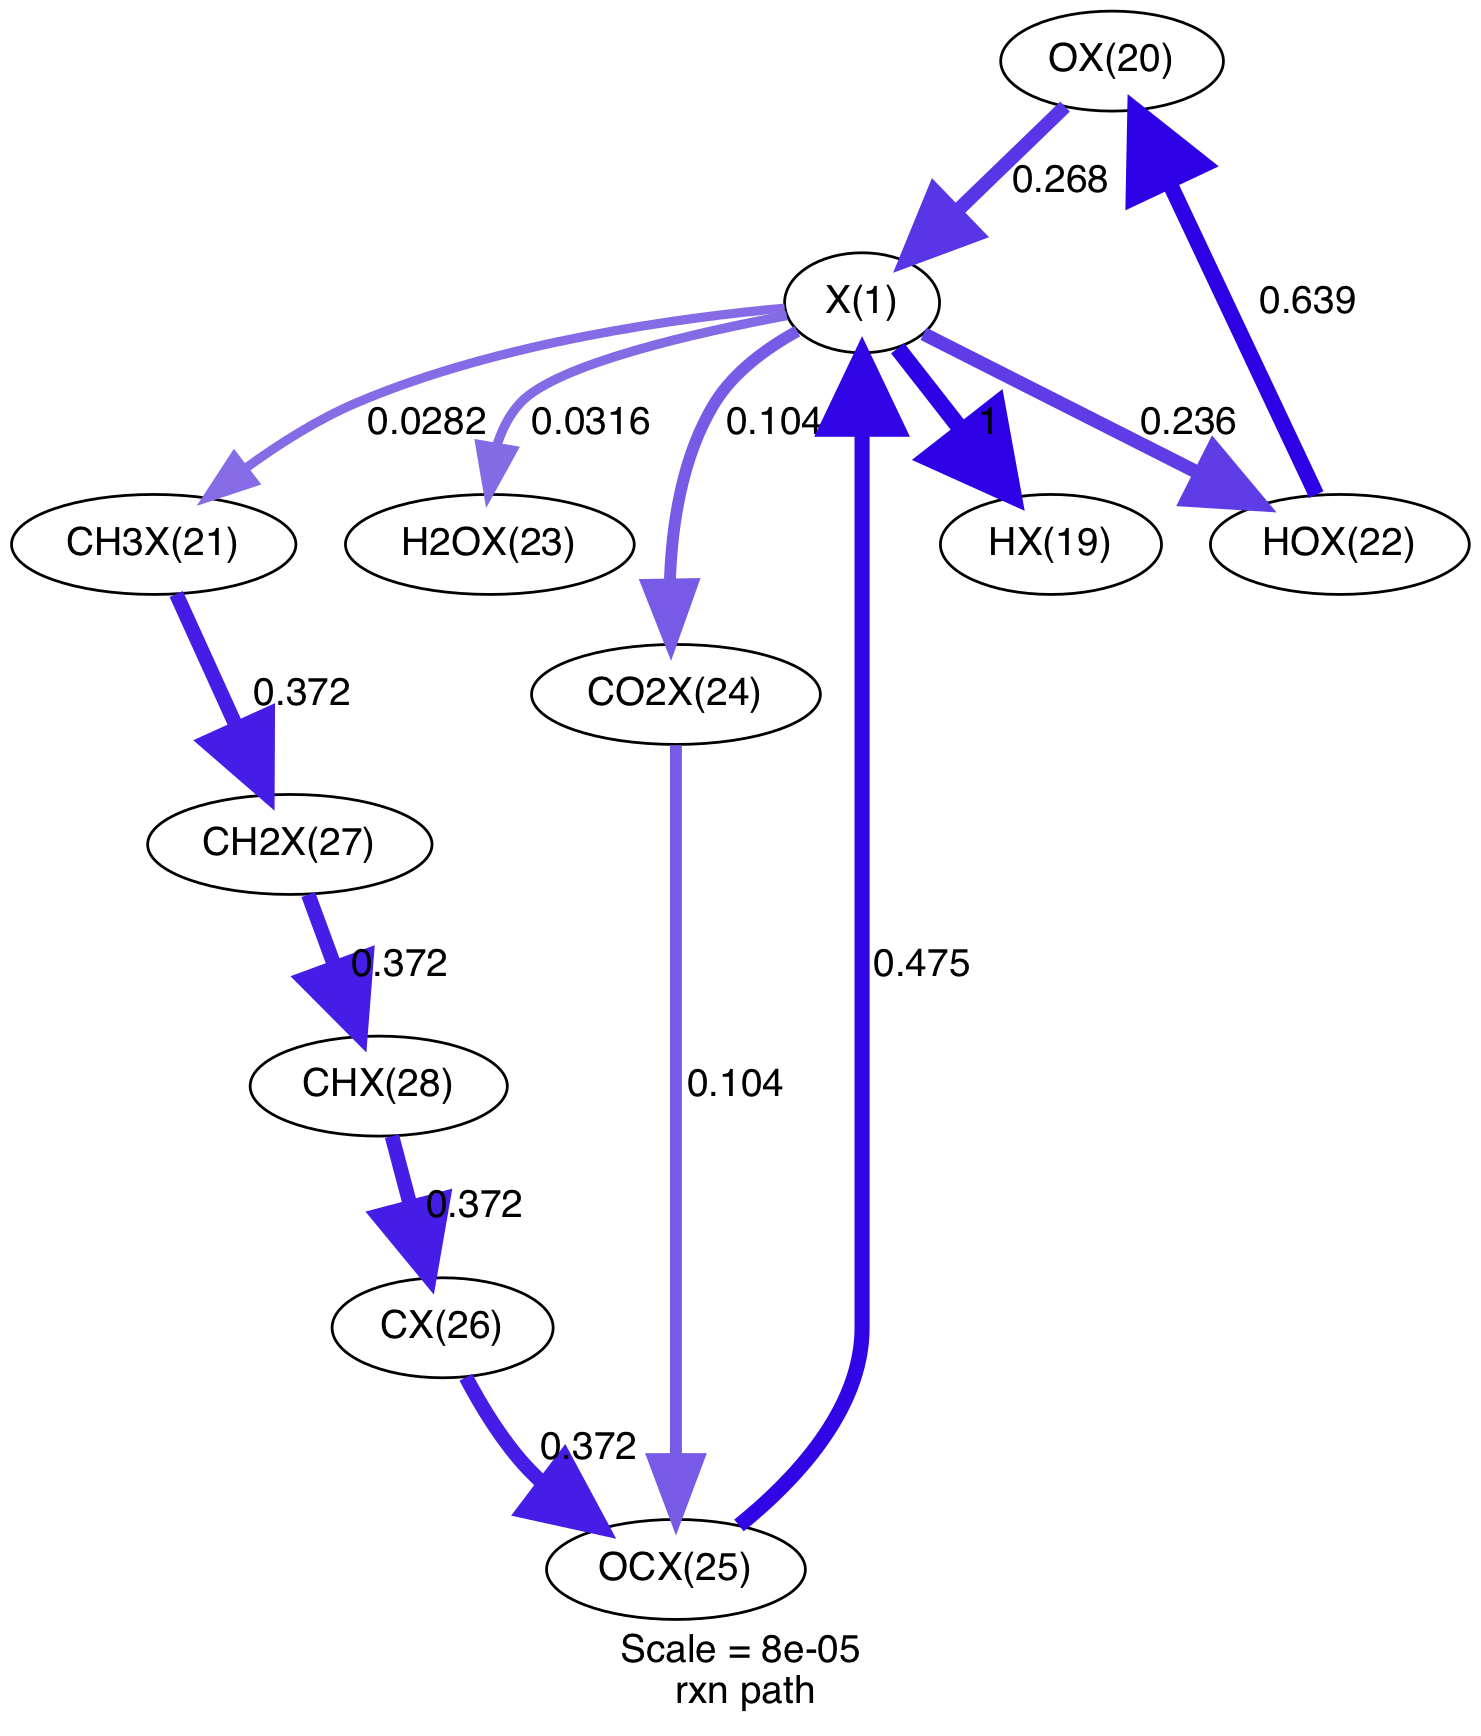 OX(20)
0.268
X(1)
0.639
0.0282
0.0316
0.104
1
0.236
CH3X(21)
H2OX(23)
HX(19)
HOX(22)
0.372
CO2X(24)
CH2X(27)
0.372
0.475
CHX(28)
0.104
0.372
CX(26)
0.372
OCX(25)
Scale = 8e-05
rxn path